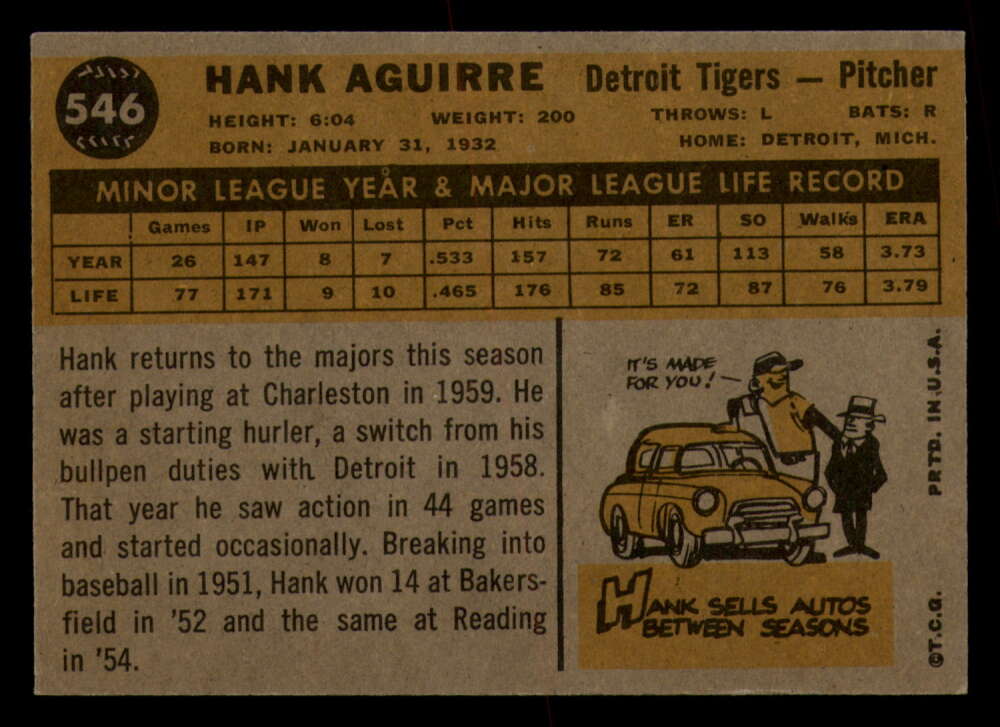 546
HANK AGUIRRE Detroit Tigers — Pitcher
HEIGHT: 6:04 WEIGHT: 200 THROWS: L BATS: R
BORN: JANUARY 31, 1932 HOME: DETROIT, MICH.
MINOR LEAGUE YEAR & MAJOR LEAGUE LIFE RECORD
Games IP Won Lost Pct Hits Runs ER SO Walks ERA
YEAR 26 147 8 7 .533 157 72 61 113 58 3.73
LIFE 77 171 9 10 .465 176 85 72 87 76 3.79
Hank returns to the majors this season
after playing at Charleston in 1959. He
was a starting hurler, a switch from his
bullpen duties with Detroit in 1958.
That year he saw action in 44 games
and started occasionally. Breaking into
baseball in 1951, Hank won 14 at Bakers-
field in '52 and the same at Reading
in '54.
IT'S MADE
FOR YOU!
HANK SELLS AUTOS
BETWEEN SEASONS
©T.C.G. PRTD. IN U.S.A.